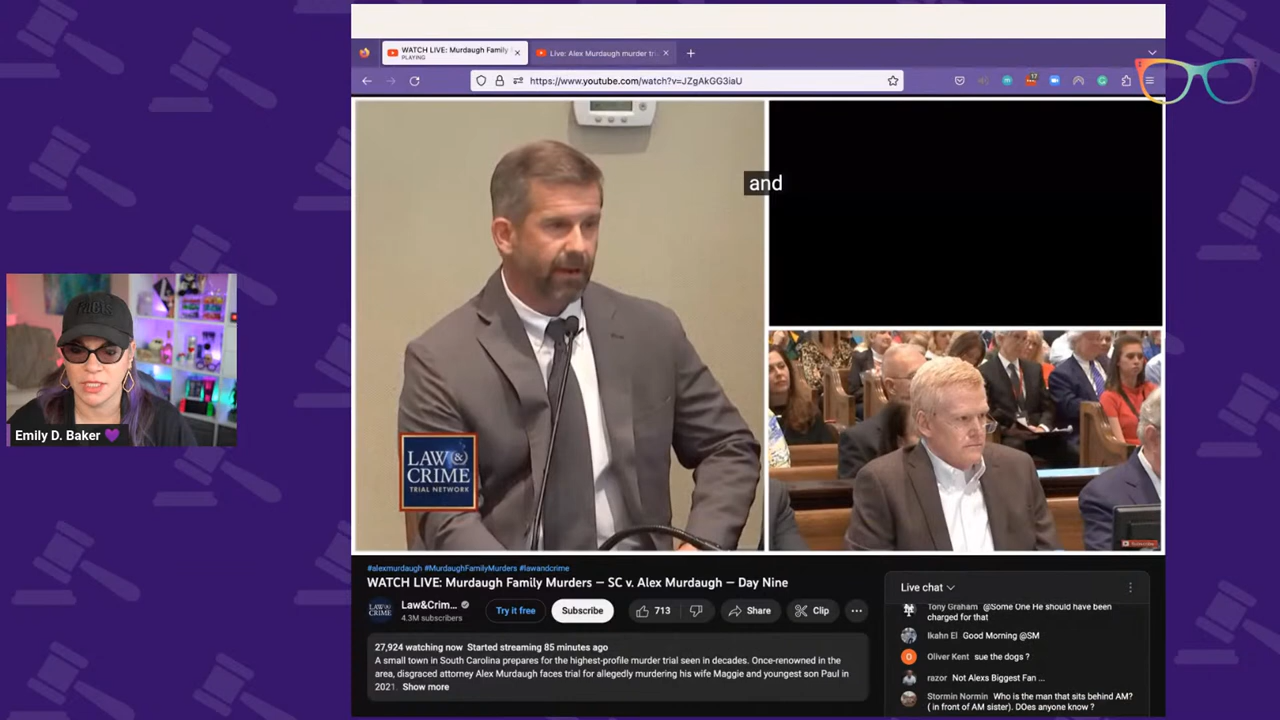 WATCH LIVE: Murdaugh Family
PLAYING
Live: Alex Murdaugh murder tri
https://www.youtube.com/watch?v=JZgAkGG3iaU
and
Emily D. Baker
LAW &
CRIME
TRIAL NETWORK
#alexmurdaugh #MurdaughFamilyMurders #lawandcrime
WATCH LIVE: Murdaugh Family Murders — SC v. Alex Murdaugh — Day Nine
Law&Crim...
4.3M subscribers
Try it free
Subscribe
713
Share
Clip
27,924 watching now Started streaming 85 minutes ago
A small town in South Carolina prepares for the highest-profile murder trial seen in decades. Once-renowned in the
area, disgraced attorney Alex Murdaugh faces trial for allegedly murdering his wife Maggie and youngest son Paul in
2021. Show more
Live chat
Tony Graham @Some One He should have been
charged for that
Ikahn El Good Morning @SM
Oliver Kent sue the dogs ?
razor Not Alexs Biggest Fan ...
Stormin Normin Who is the man that sits behind AM?
( in front of AM sister). DOes anyone know ?